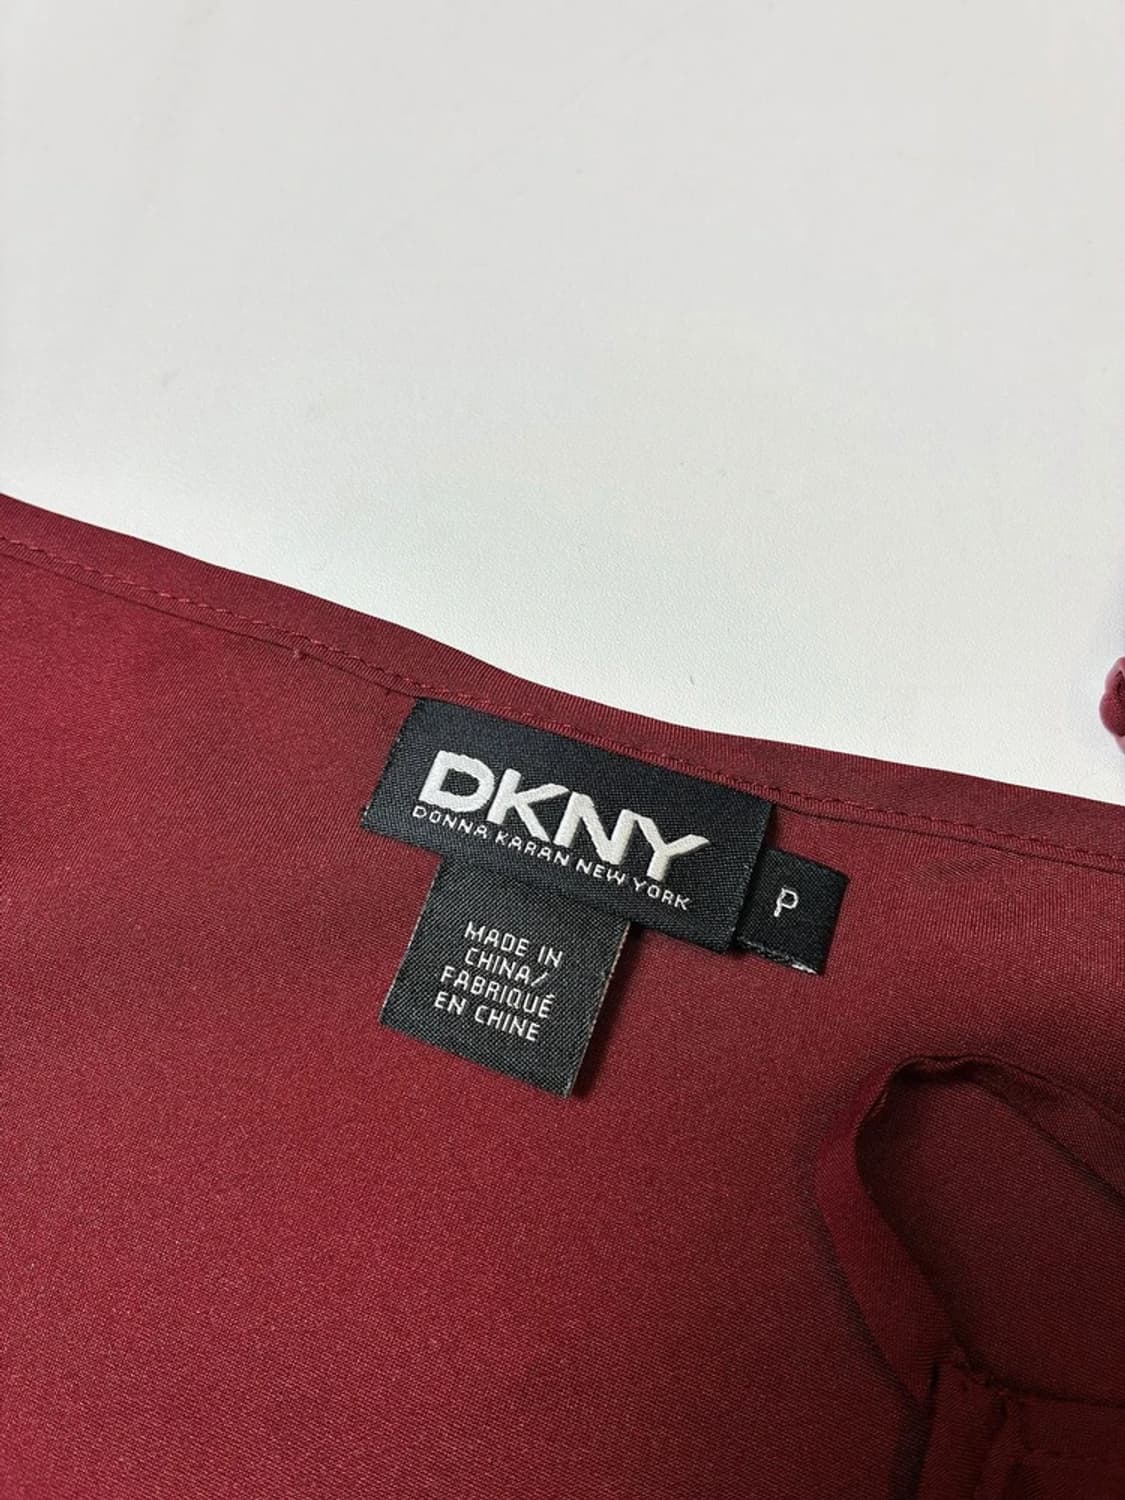 DKNY
DONNA KARAN NEW YORK
P
MADE IN
CHINA/
FABRIQUÉ
EN CHINE